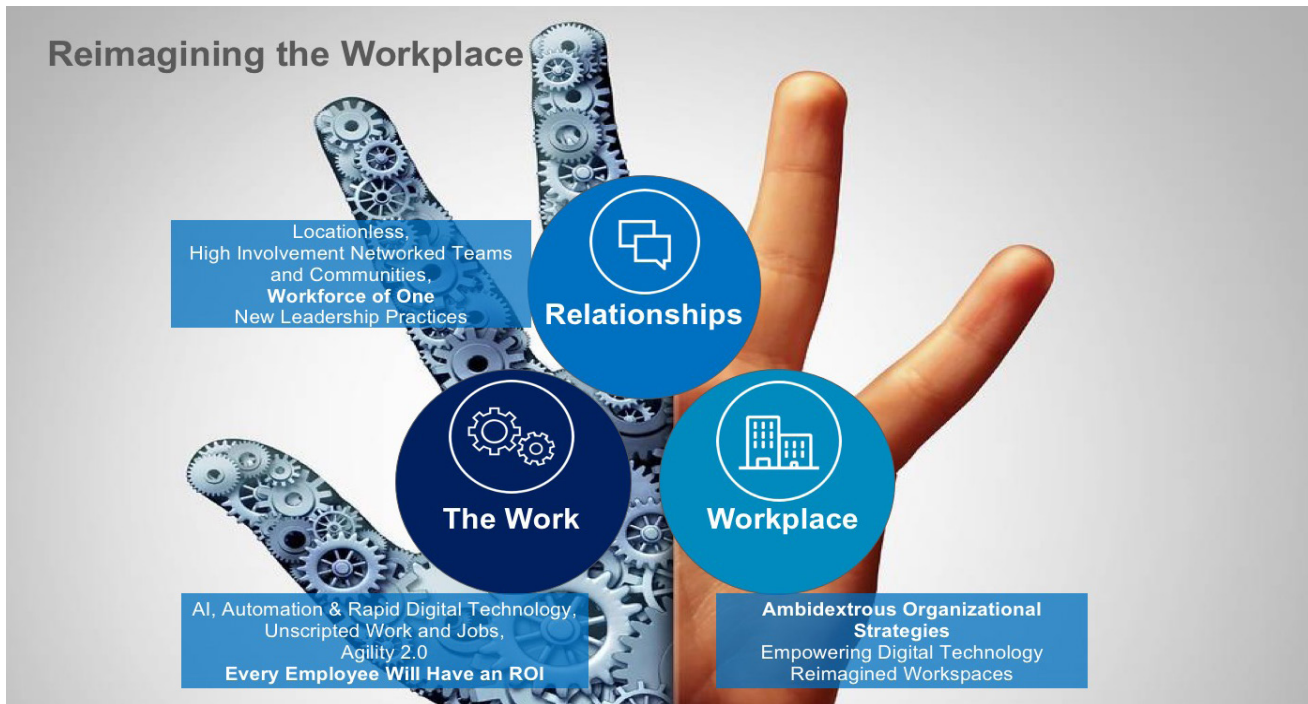 Reimagining the Workplace
Locationless,
High Involvement Networked Teams
and Communities,
Workforce of One
New Leadership Practices
Relationships
The Work
Workplace
AI, Automation & Rapid Digital Technology,
Unscripted Work and Jobs,
Agility 2.0
Every Employee Will Have an ROI
Ambidextrous Organizational
Strategies
Empowering Digital Technology
Reimagined Workspaces